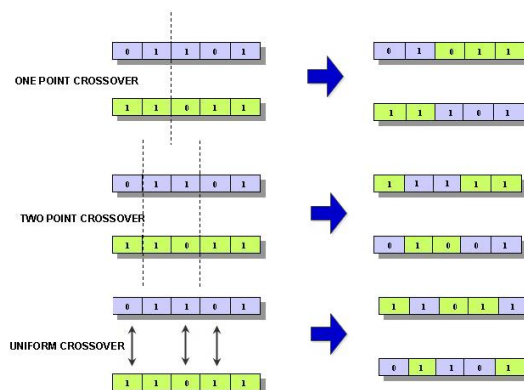 0 1 1 0 1
0 1 0 1 1
ONE POINT CROSSOVER
1 1 0 1 1
1 1 1 0 1
0 1 1 0 1
1 1 1 1 1
TWO POINT CROSSOVER
1 1 0 1 1
0 1 0 0 1
0 1 1 0 1
1 1 0 1 1
UNIFORM CROSSOVER
1 1 0 1 1
0 1 1 0 1